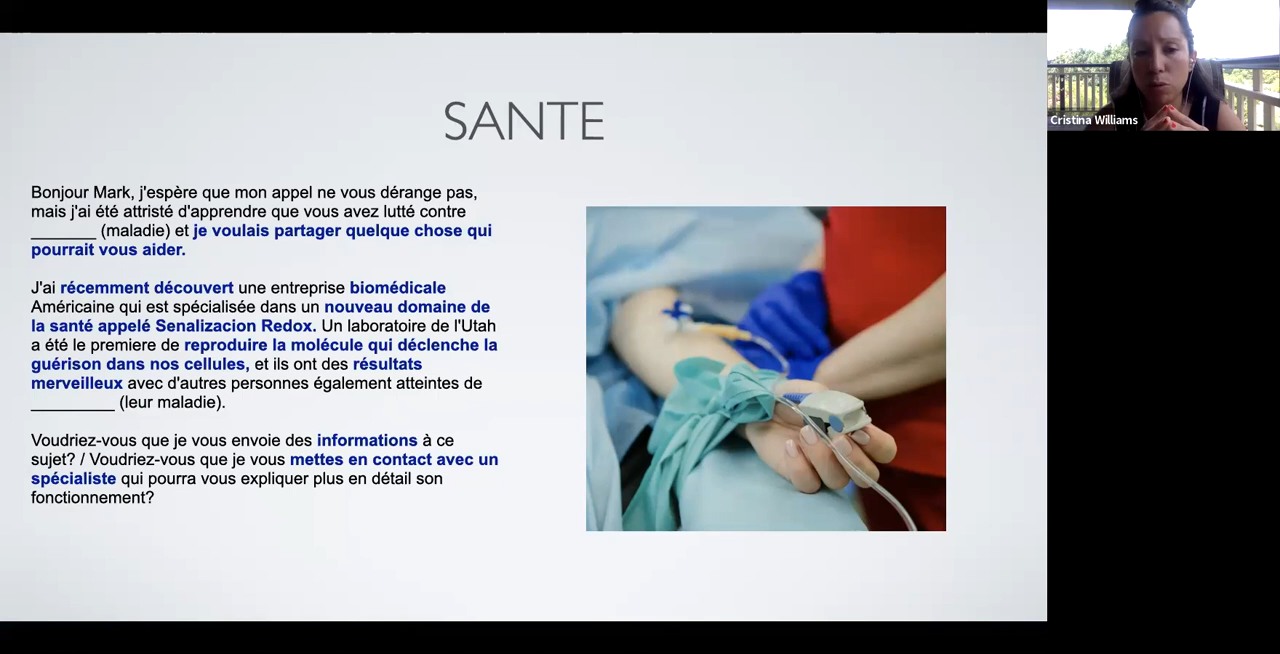 SANTE
Bonjour Mark, j'espère que mon appel ne vous dérange pas,
mais j'ai été attristé d'apprendre que vous avez lutté contre
_______ (maladie) et je voulais partager quelque chose qui
pourrait vous aider.
J'ai récemment découvert une entreprise biomédicale
Américaine qui est spécialisée dans un nouveau domaine de
la santé appelé Senalizacion Redox. Un laboratoire de l'Utah
a été le premiere de reproduire la molécule qui déclenche la
guérison dans nos cellules, et ils ont des résultats
merveilleux avec d'autres personnes également atteintes de
_________ (leur maladie).
Voudriez-vous que je vous envoie des informations à ce
sujet? / Voudriez-vous que je vous mettes en contact avec un
spécialiste qui pourra vous expliquer plus en détail son
fonctionnement?
Cristina Williams